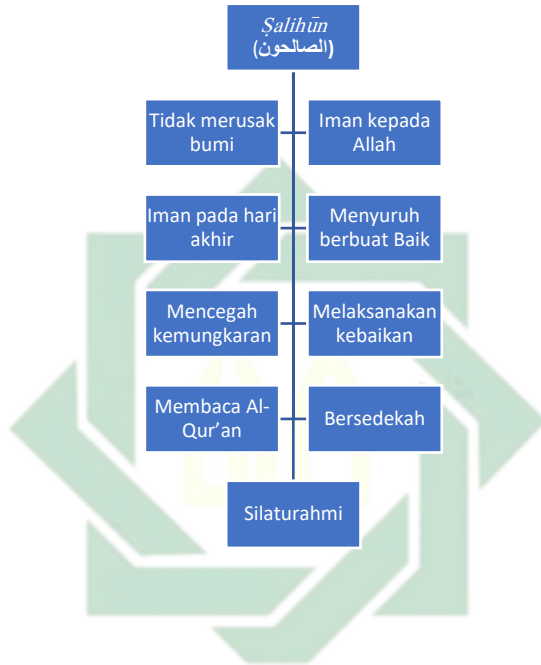 Ṣalihūn
(الصالحون)
Tidak merusak
bumi
Iman kepada
Allah
Iman pada hari
akhir
Menyuruh
berbuat Baik
Mencegah
kemungkaran
Melaksanakan
kebaikan
Membaca Al-
Qur’an
Bersedekah
Silaturahmi